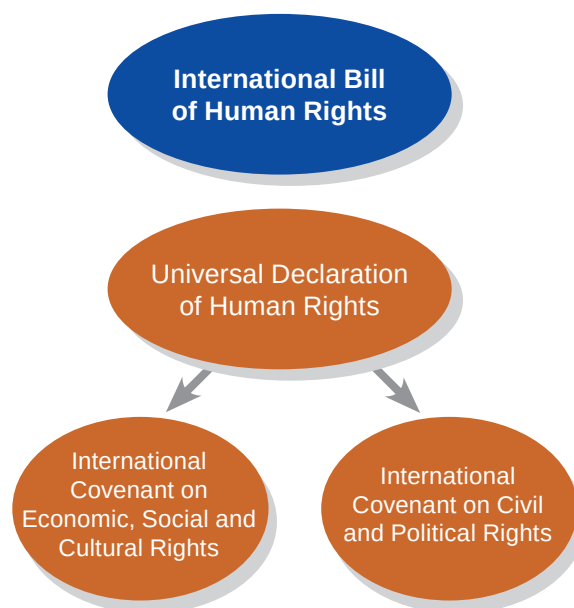 International Bill
of Human Rights
Universal Declaration
of Human Rights
International
Covenant on
Economic, Social and
Cultural Rights
International
Covenant on Civil
and Political Rights